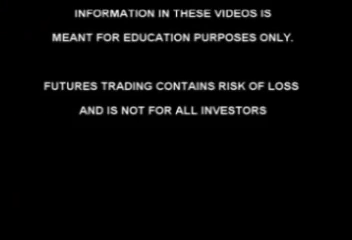 INFORMATION IN THESE VIDEOS IS
MEANT FOR EDUCATION PURPOSES ONLY.
FUTURES TRADING CONTAINS RISK OF LOSS
AND IS NOT FOR ALL INVESTORS